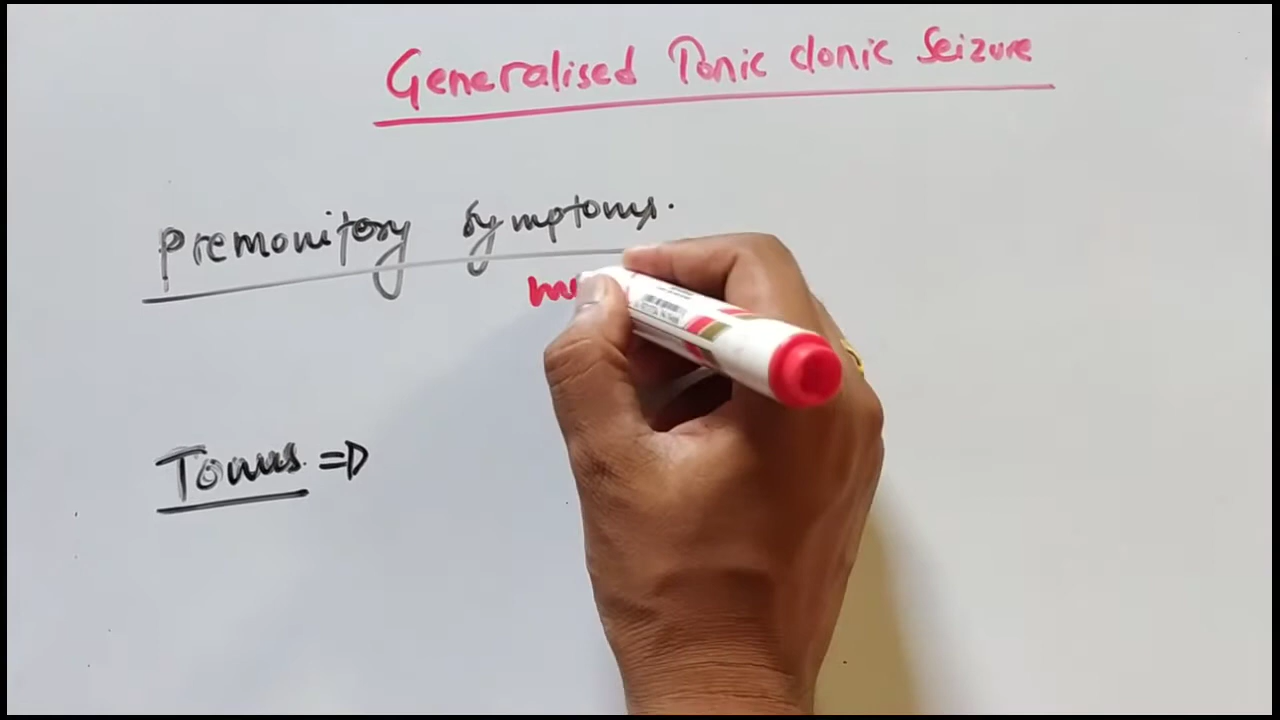 Generalised Tonic clonic Seizure
Premonitory Symptoms.
Tonus ⇒